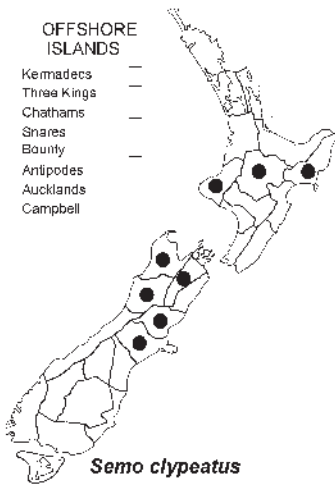 OFFSHORE
ISLANDS
Kermadecs
Three Kings
Chathams
Snares
Bounty
Antipodes
Aucklands
Campbell
Semo clypeatus